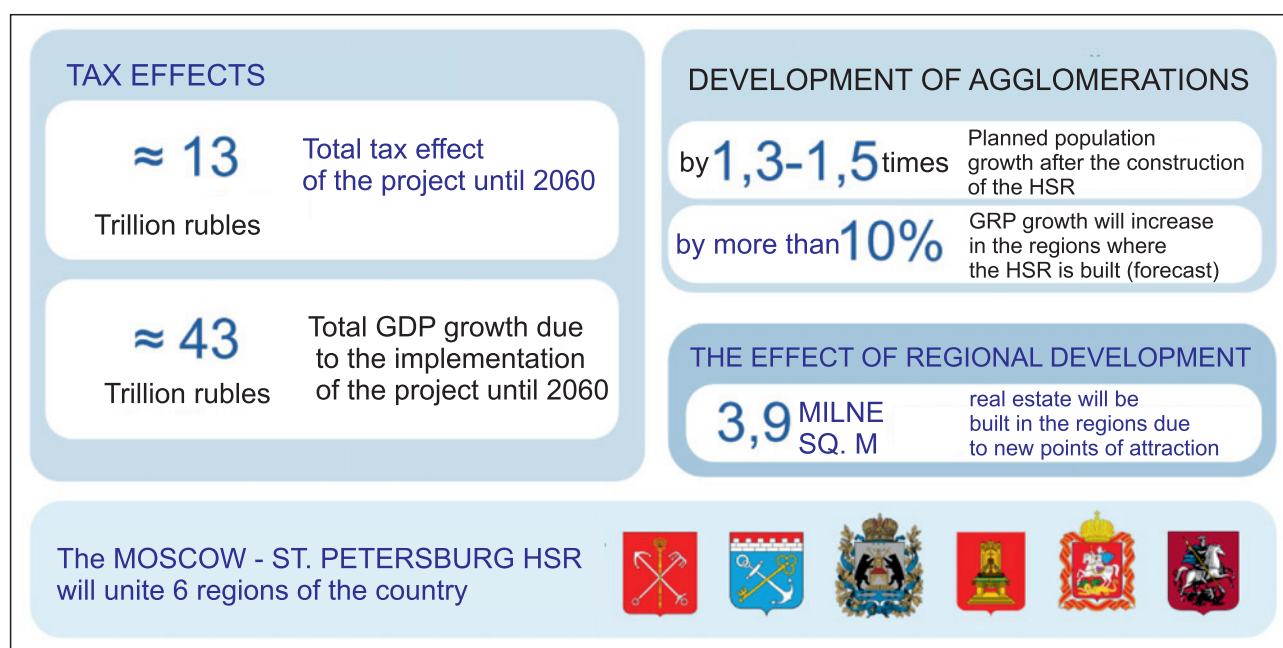 TAX EFFECTS
≈ 13
Trillion rubles
Total tax effect
of the project until 2060
≈ 43
Trillion rubles
Total GDP growth due
to the implementation
of the project until 2060
DEVELOPMENT OF AGGLOMERATIONS
by 1,3-1,5 times
Planned population
growth after the construction
of the HSR
by more than 10%
GRP growth will increase
in the regions where
the HSR is built (forecast)
THE EFFECT OF REGIONAL DEVELOPMENT
3,9 MILNE
SQ. M
real estate will be
built in the regions due
to new points of attraction
The MOSCOW - ST. PETERSBURG HSR
will unite 6 regions of the country